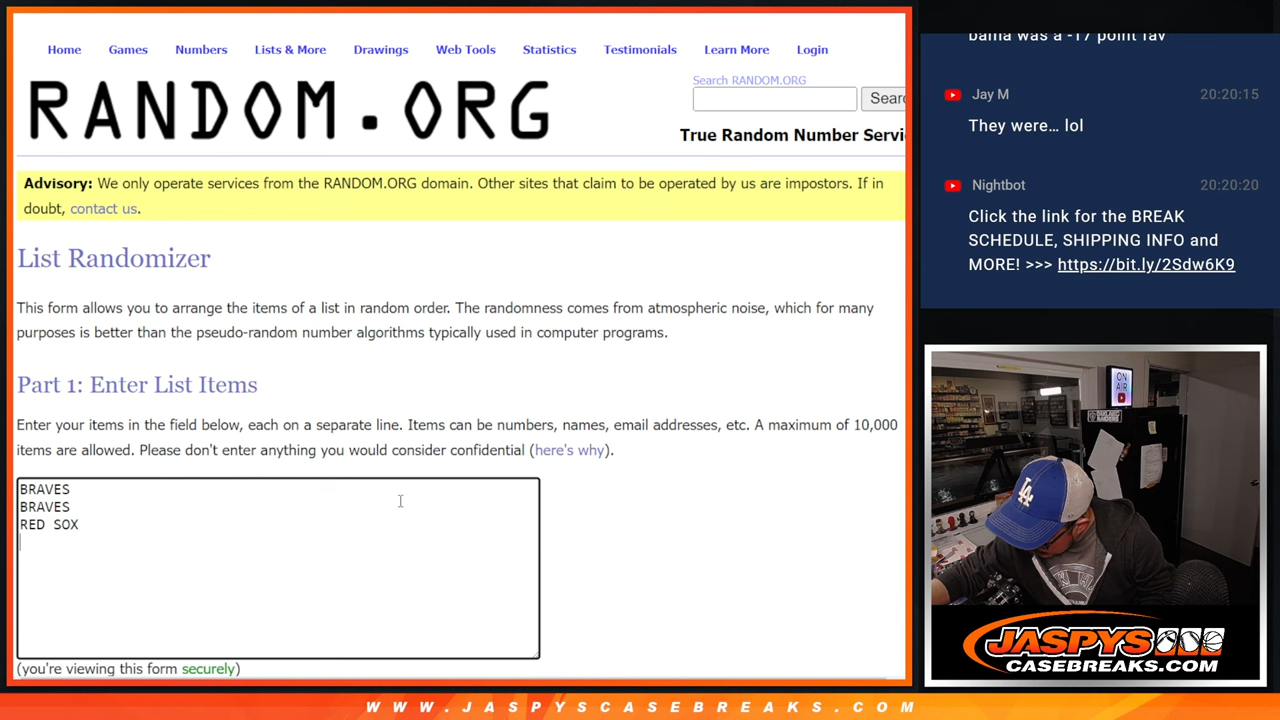 Home Games Numbers Lists & More Drawings Web Tools Statistics Testimonials Learn More Login
RANDOM.ORG
Search RANDOM.ORG
Searc
True Random Number Servi
Advisory: We only operate services from the RANDOM.ORG domain. Other sites that claim to be operated by us are impostors. If in
doubt, contact us.
List Randomizer
This form allows you to arrange the items of a list in random order. The randomness comes from atmospheric noise, which for many
purposes is better than the pseudo-random number algorithms typically used in computer programs.
Part 1: Enter List Items
Enter your items in the field below, each on a separate line. Items can be numbers, names, email addresses, etc. A maximum of 10,000
items are allowed. Please don't enter anything you would consider confidential (here's why).
BRAVES
BRAVES
RED SOX
(you're viewing this form securely)
bama was a -17 point fav
Jay M 20:20:15
They were… lol
Nightbot 20:20:20
Click the link for the BREAK
SCHEDULE, SHIPPING INFO and
MORE! >>> https://bit.ly/2Sdw6K9
ON
AIR
LA
JASPYS
CASEBREAKS.COM
WWW.JASPYSCASEBREAKS.COM